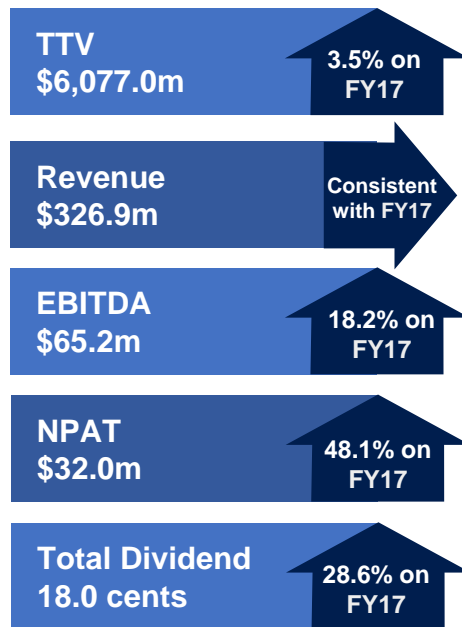 TTV
$6,077.0m
3.5% on
FY17
Revenue
$326.9m
Consistent
with FY17
EBITDA
$65.2m
18.2% on
FY17
NPAT
$32.0m
48.1% on
FY17
Total Dividend
18.0 cents
28.6% on
FY17